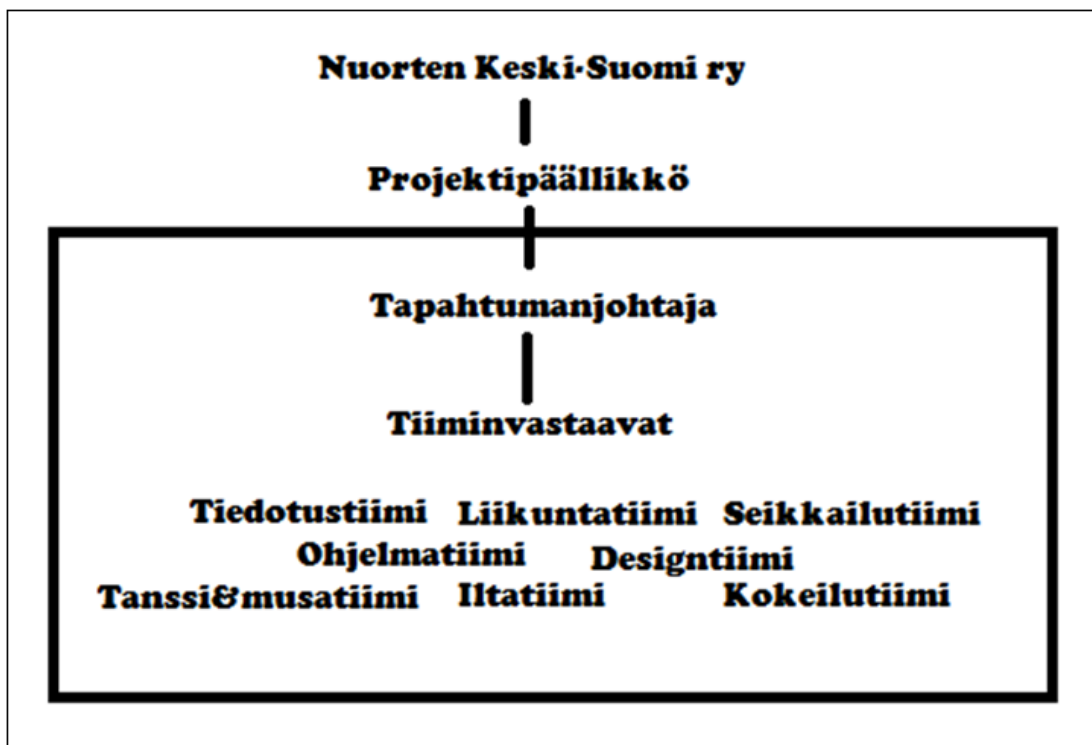 Nuorten Keski-Suomi ry
Projektipäällikkö
Tapahtumanjohtaja
Tiiminvastaavat
Tiedotustiimi Liikuntatiimi Seikkailutiimi
Ohjelmatiimi Designtiimi
Tanssi&musatiimi Iltatiimi Kokeilutiimi